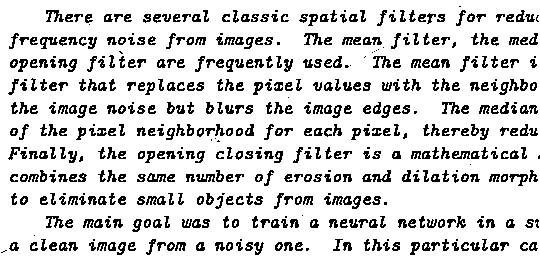 There are several classic spatial filters for redu
frequency noise from images. The mean filter, the med
opening filter are frequently used. The mean filter i
filter that replaces the pixel values with the neighbo
the image noise but blurs the image edges. The median
of the pixel neighborhood for each pixel, thereby redu
Finally, the opening closing filter is a mathematical
combines the same number of erosion and dilation morph
to eliminate small objects from images.
The main goal was to train a neural network in a su
a clean image from a noisy one. In this particular ca